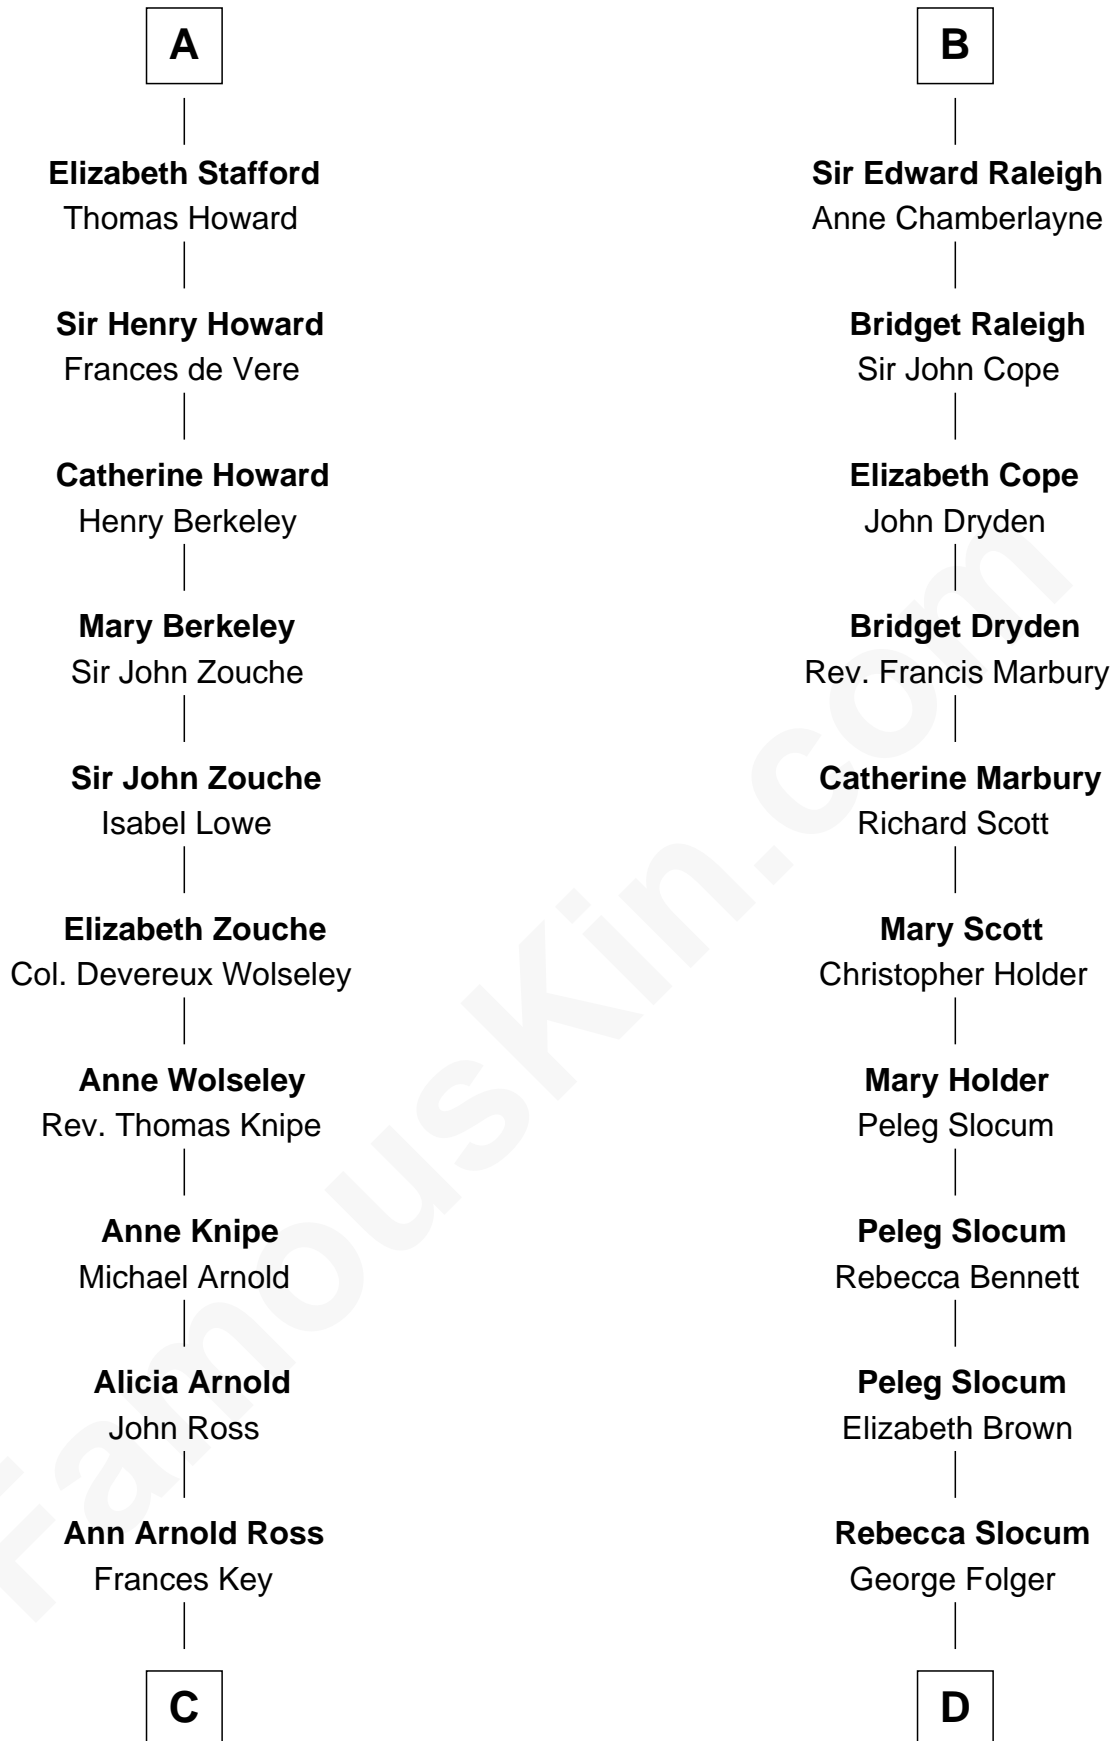 A
Elizabeth Stafford
Thomas Howard
Sir Henry Howard
Frances de Vere
Catherine Howard
Henry Berkeley
Mary Berkeley
Sir John Zouche
Sir John Zouche
Isabel Lowe
Elizabeth Zouche
Col. Devereux Wolseley
Anne Wolseley
Rev. Thomas Knipe
Anne Knipe
Michael Arnold
Alicia Arnold
John Ross
Ann Arnold Ross
Frances Key
C
B
Sir Edward Raleigh
Anne Chamberlayne
Bridget Raleigh
Sir John Cope
Elizabeth Cope
John Dryden
Bridget Dryden
Rev. Francis Marbury
Catherine Marbury
Richard Scott
Mary Scott
Christopher Holder
Mary Holder
Peleg Slocum
Peleg Slocum
Rebecca Bennett
Peleg Slocum
Elizabeth Brown
Rebecca Slocum
George Folger
D
FamousKin.com